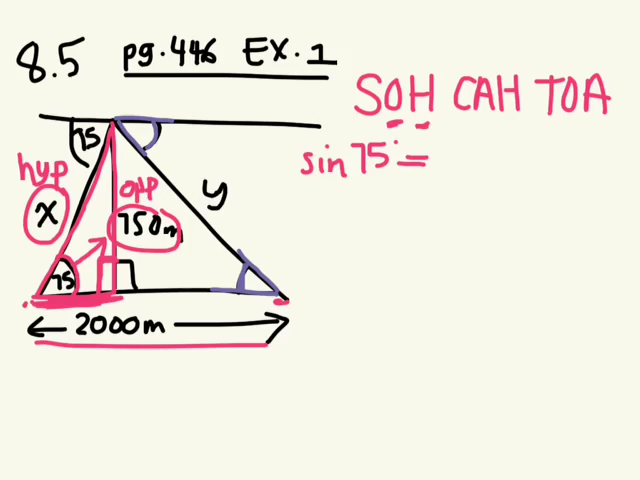 8.5 pg.446 EX.1
SOH CAH TOA
75
sin 75° =
hyp
opp
x
750m
y
75
2000m